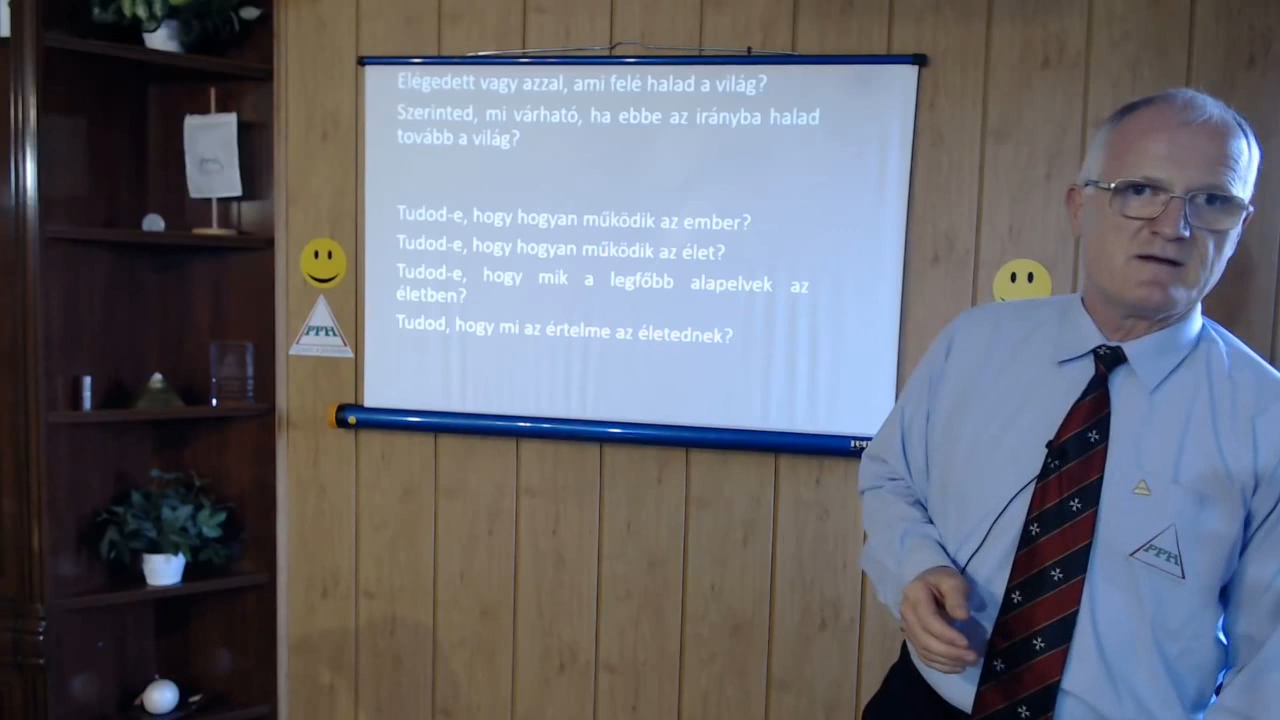 Elégedett vagy azzal, ami felé halad a világ?
Szerinted, mi várható, ha ebbe az irányba halad
tovább a világ?
Tudod-e, hogy hogyan működik az ember?
Tudod-e, hogy hogyan működik az élet?
Tudod-e, hogy mik a legfőbb alapelvek az
életben?
Tudod, hogy mi az értelme az életednek?
PPH
PPH